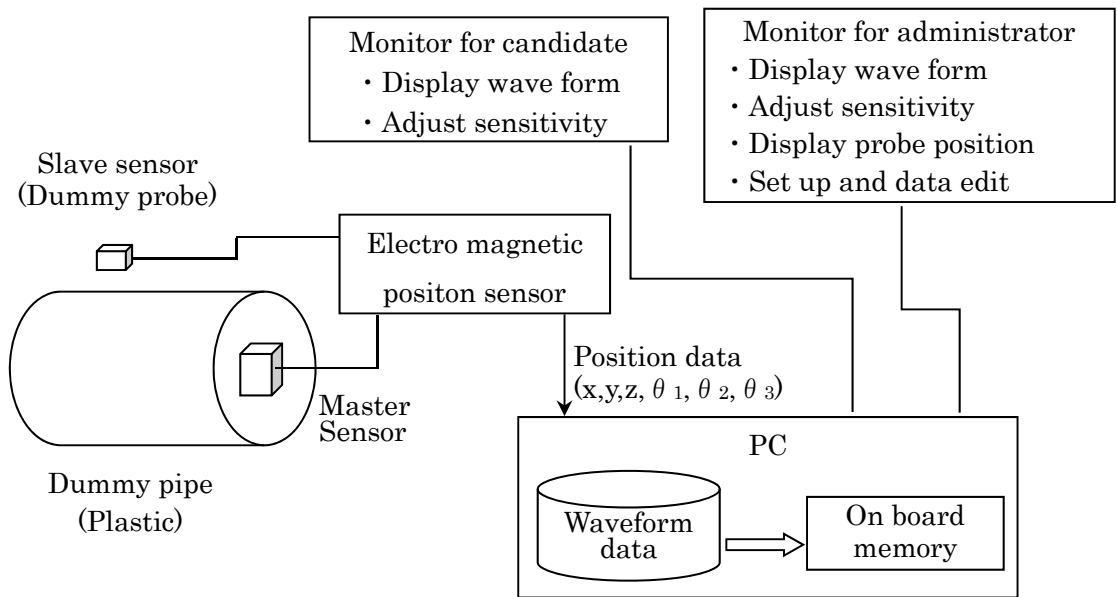 Monitor for candidate
・Display wave form
・Adjust sensitivity
Monitor for administrator
・Display wave form
・Adjust sensitivity
・Display probe position
・Set up and data edit
Slave sensor
(Dummy probe)
Electro magnetic
positon sensor
Position data
(x,y,z, θ 1, θ 2, θ 3)
Master
Sensor
Dummy pipe
(Plastic)
PC
Waveform
data
On board
memory